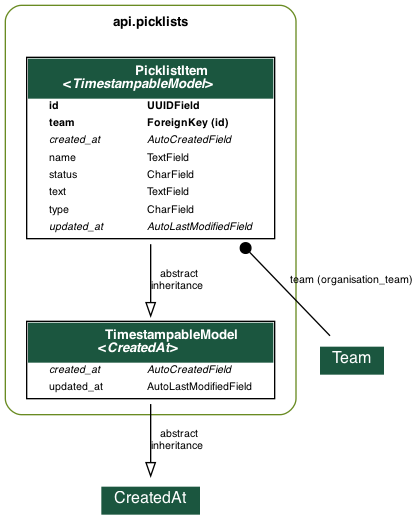 api.picklists
PicklistItem
<TimestampableModel>
id UUIDField
team ForeignKey (id)
created_at AutoCreatedField
name TextField
status CharField
text TextField
type CharField
updated_at AutoLastModifiedField
abstract
inheritance
team (organisation_team)
TimestampableModel
<CreatedAt>
created_at AutoCreatedField
updated_at AutoLastModifiedField
Team
abstract
inheritance
CreatedAt